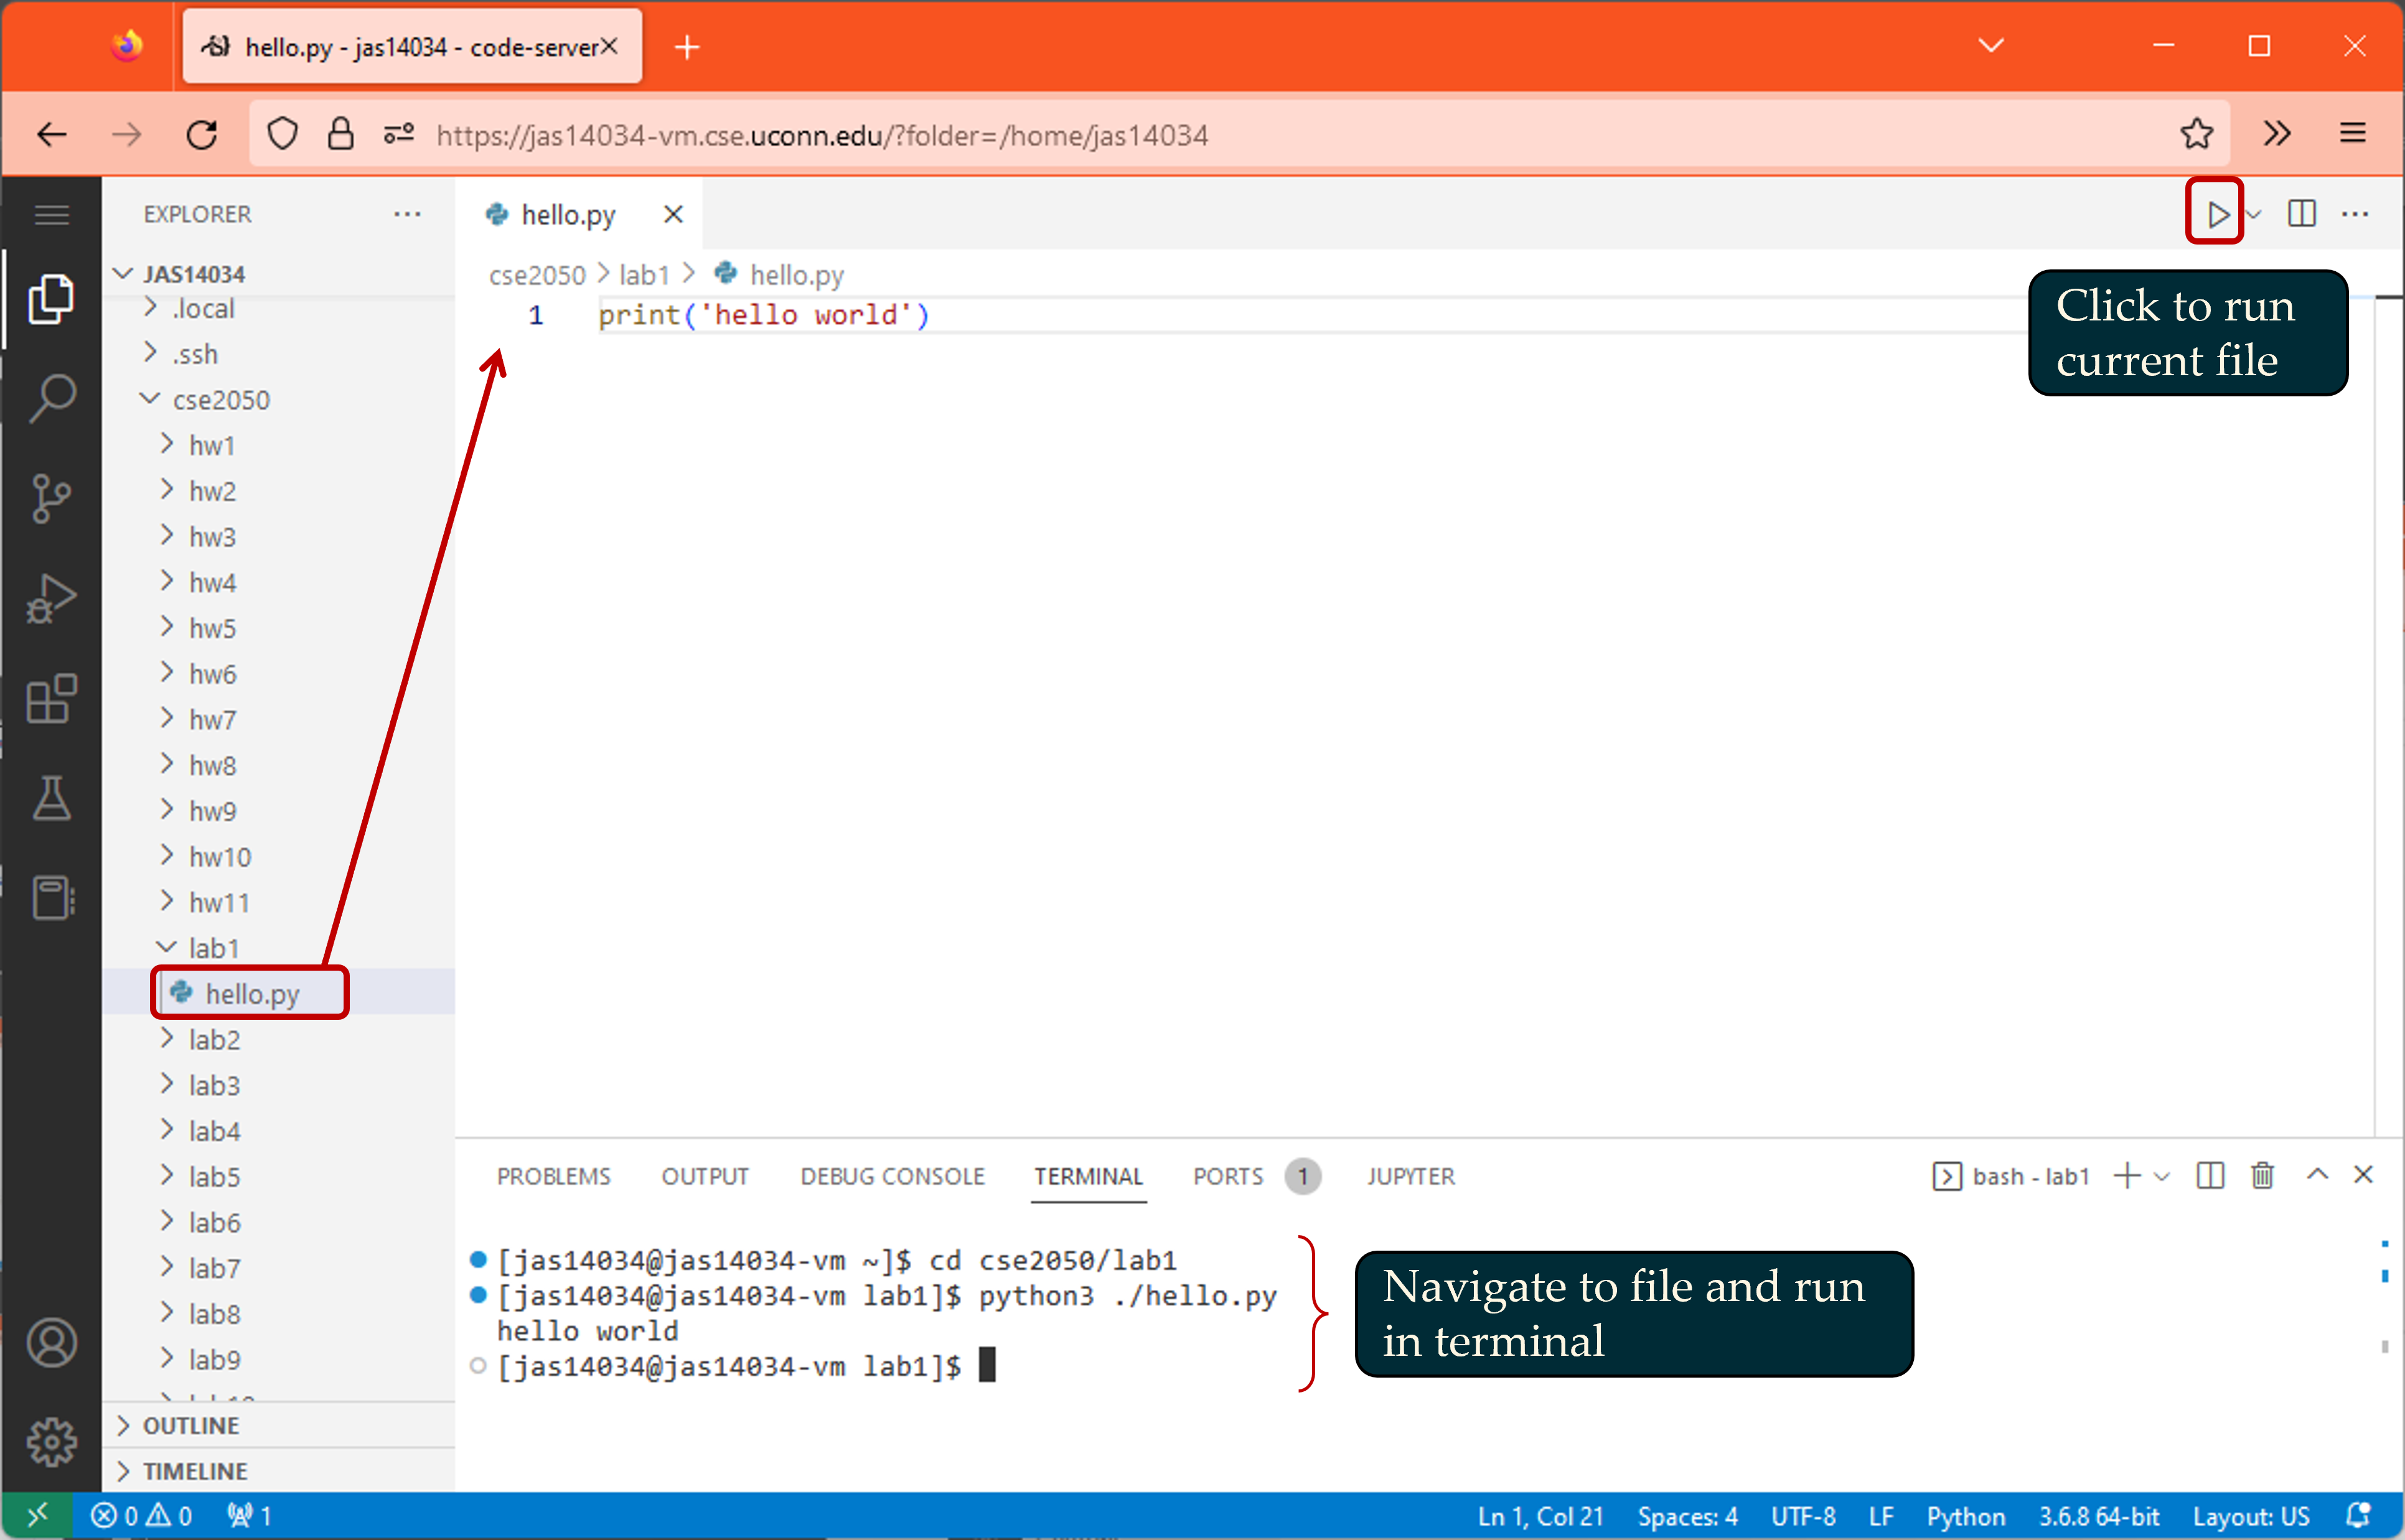 hello.py - jas14034 - code-server
https://jas14034-vm.cse.uconn.edu/?folder=/home/jas14034
EXPLORER
JAS14034
.local
.ssh
cse2050
hw1
hw2
hw3
hw4
hw5
hw6
hw7
hw8
hw9
hw10
hw11
lab1
hello.py
lab2
lab3
lab4
lab5
lab6
lab7
lab8
lab9
OUTLINE
TIMELINE
hello.py
cse2050 > lab1 > hello.py
1 print('hello world')
Click to run
current file
PROBLEMS OUTPUT DEBUG CONSOLE TERMINAL PORTS 1 JUPYTER
bash - lab1
[jas14034@jas14034-vm ~]$ cd cse2050/lab1
[jas14034@jas14034-vm lab1]$ python3 ./hello.py
hello world
[jas14034@jas14034-vm lab1]$
Navigate to file and run
in terminal
0 0 1
Ln 1, Col 21 Spaces: 4 UTF-8 LF Python 3.6.8 64-bit Layout: US